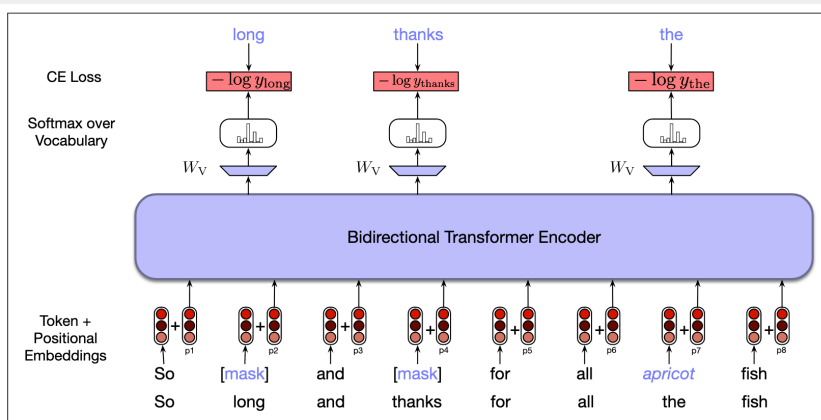 long thanks the
CE Loss − log y_long − log y_thanks − log y_the
Softmax over
Vocabulary
W_V W_V W_V
Bidirectional Transformer Encoder
Token +
Positional
Embeddings
+ + + + + + + +
p1 p2 p3 p4 p5 p6 p7 p8
So [mask] and [mask] for all apricot fish
So long and thanks for all the fish